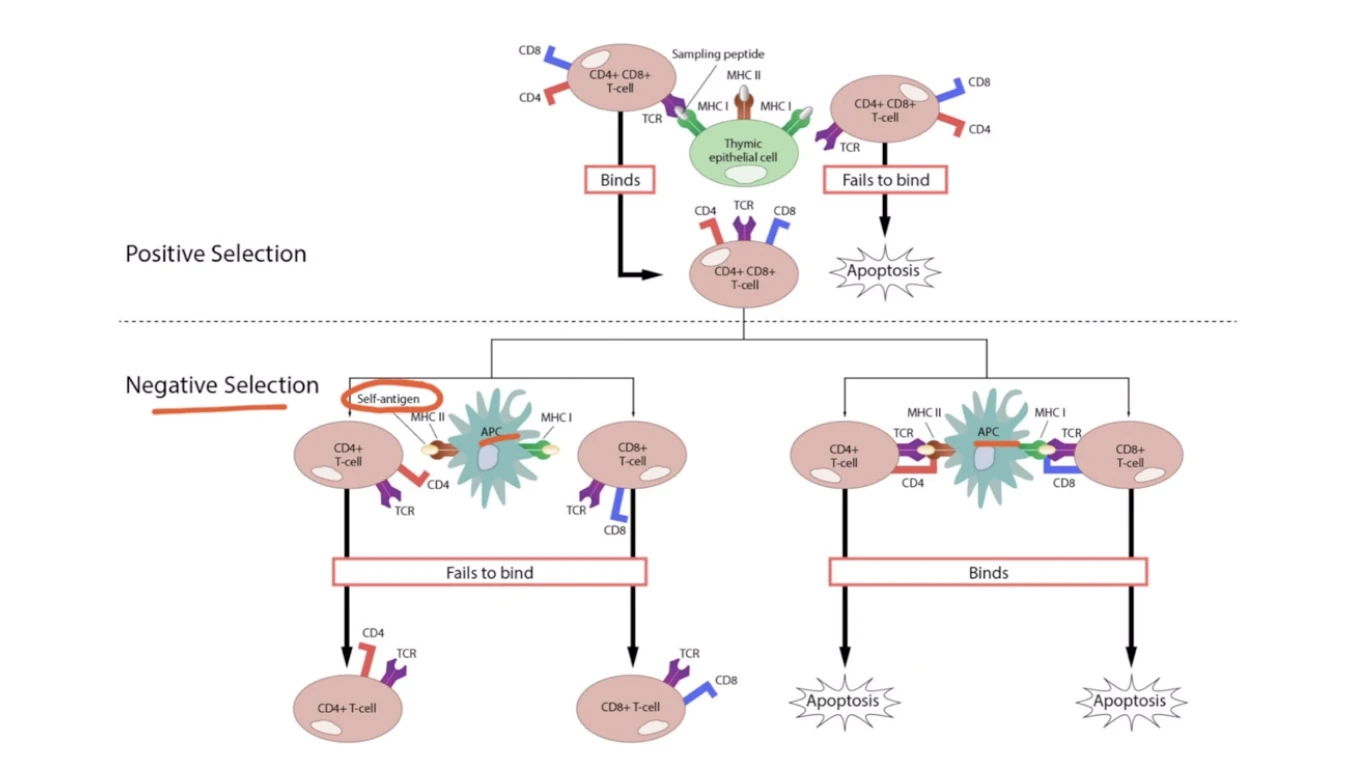 CD8
CD4
CD4+ CD8+
T-cell
Sampling peptide
MHC II
MHC I
MHC I
TCR
Thymic
epithelial cell
CD4+ CD8+
T-cell
CD8
CD4
TCR
Binds
Fails to bind
CD4
TCR
CD8
Positive Selection
CD4+ CD8+
T-cell
Apoptosis
Negative Selection
Self-antigen
MHC II
APC
MHC I
CD4+
T-cell
CD4
TCR
CD8+
T-cell
TCR
CD8
MHC II
APC
MHC I
TCR
TCR
CD4+
T-cell
CD4
CD8
CD8+
T-cell
Fails to bind
Binds
CD4
TCR
CD4+ T-cell
TCR
CD8
CD8+ T-cell
Apoptosis
Apoptosis